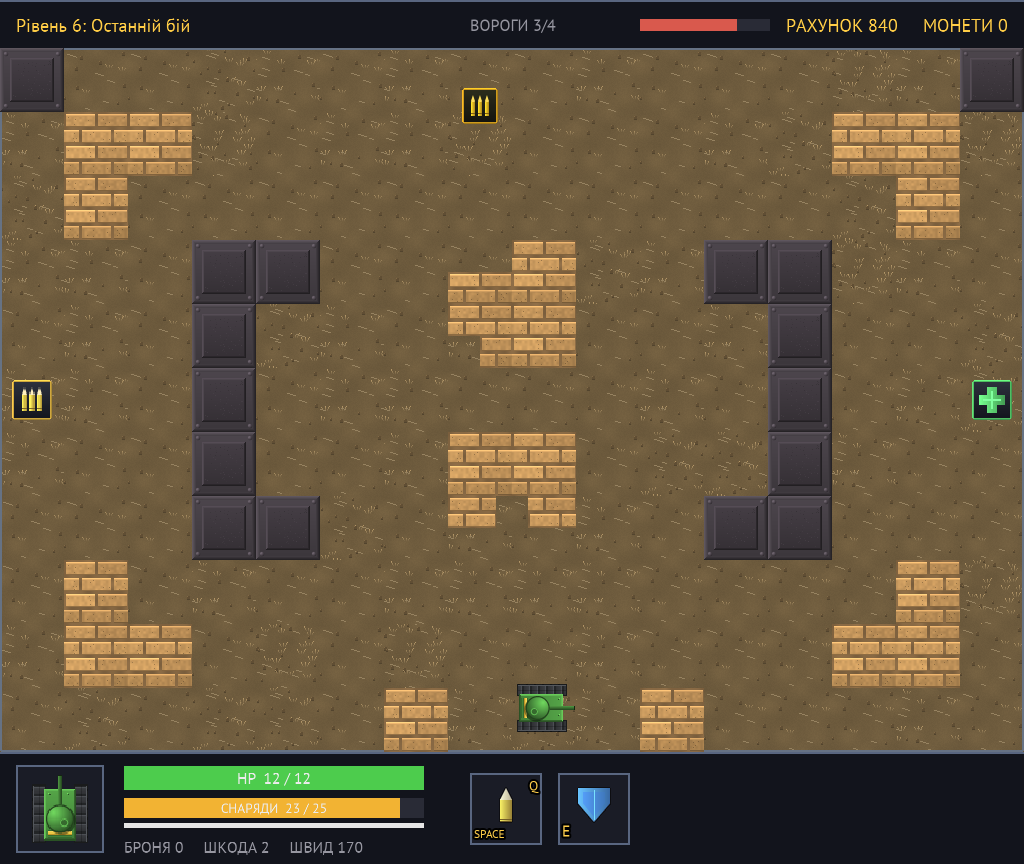 Рівень 6: Останній бій
ВОРОГИ 3/4
РАХУНОК 840
МОНЕТИ 0
HP 12 / 12
СНАРЯДИ 23 / 25
БРОНЯ 0
ШКОДА 2
ШВИД 170
Q
SPACE
E